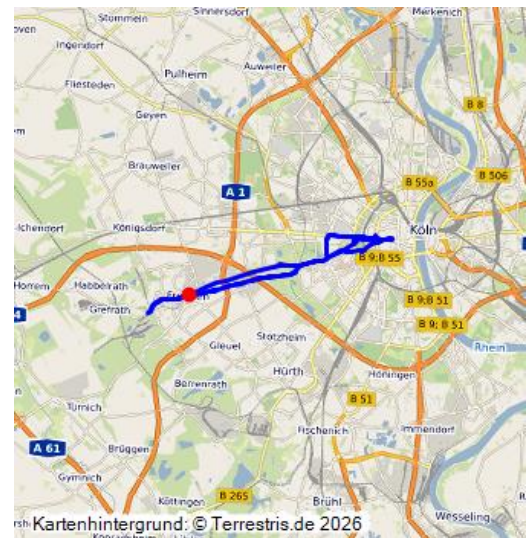 Stommeln
Sinnersdorf
Merkenich
Ingendorf
Pulheim
Fliesteden
Geyen
B 8
Brauweiler
B 506
B 55a
A 1
Königsdorf
Köln
B 9;B 55
Horrem
Habbelrath
Grefrath
B 9;B 51
Rhein
B 9; B 51
Stotzheim
Gleuel
Hürth
Berrenrath
Höningen
B 51
Türnich
Immendorf
Fischenich
A 61
Brüggen
Gymnich
B 265
Köttingen
Brühl
Wesseling
Kartenhintergrund: © Terrestris.de 2026